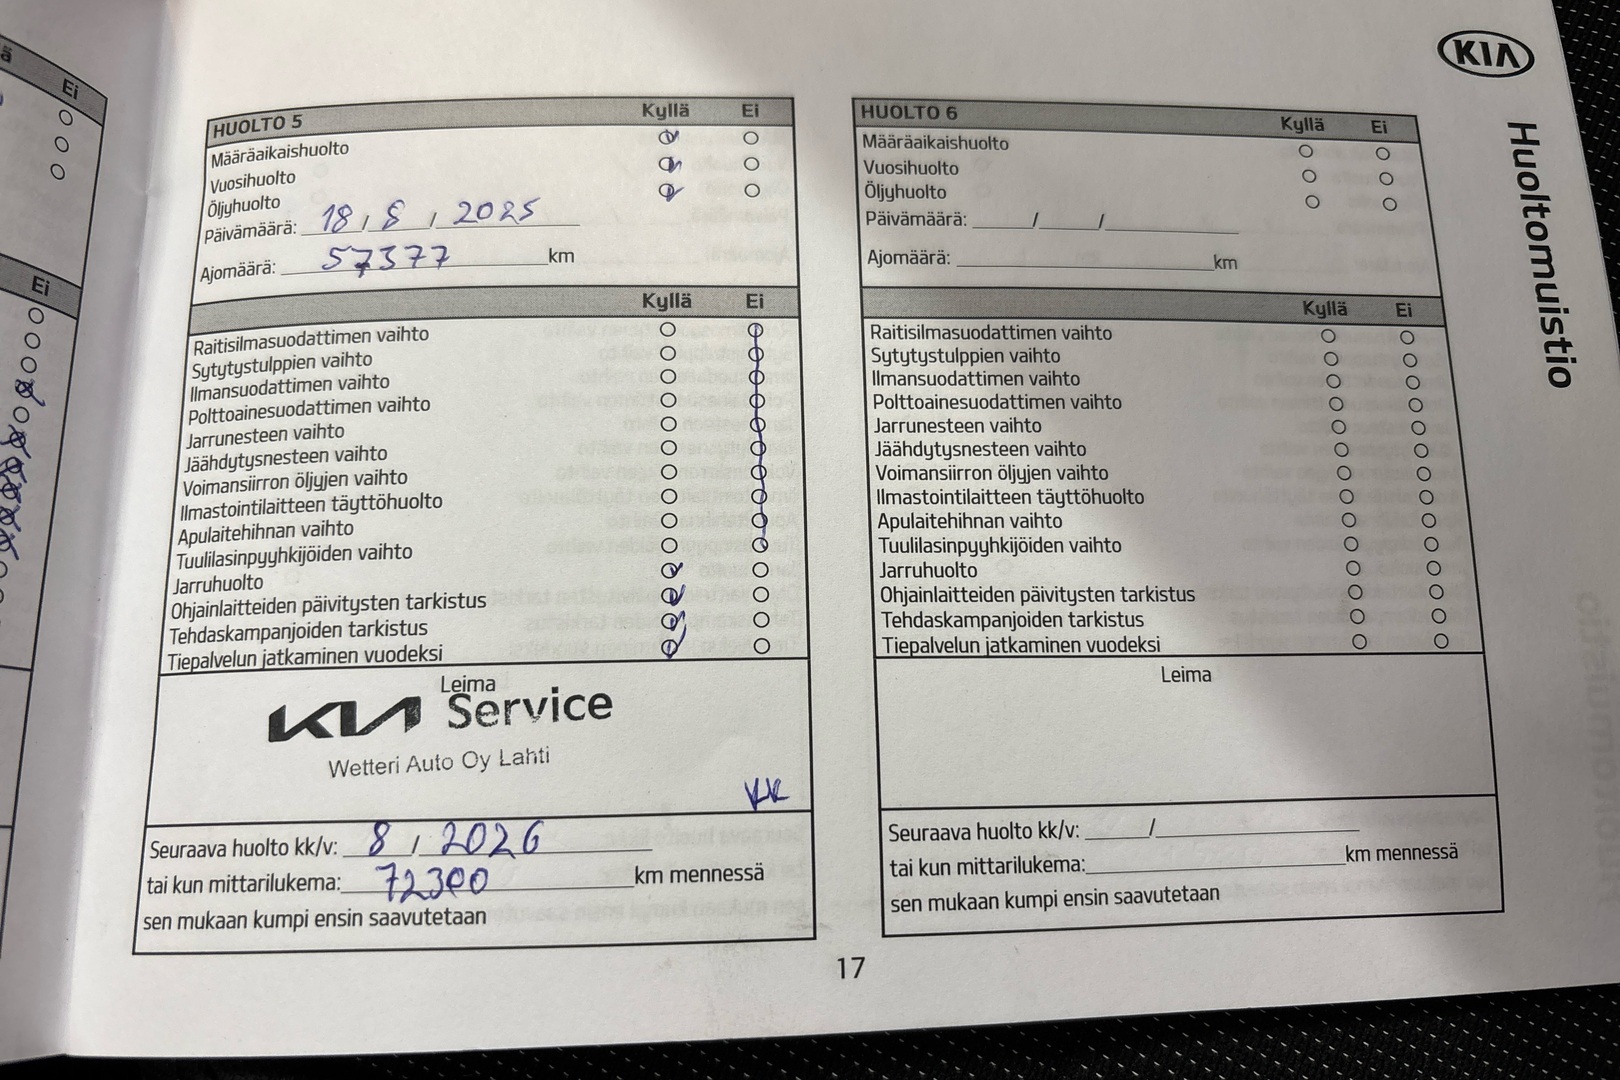 ä Ei
Ei
KIA
Huoltomuistio
HUOLTO 5 Kyllä Ei
Määräaikaishuolto
Vuosihuolto
Öljyhuolto
Päivämäärä: 18 / 8 / 2025
Ajomäärä: 57377 km
Kyllä Ei
Raitisilmasuodattimen vaihto
Sytytystulppien vaihto
Ilmansuodattimen vaihto
Polttoainesuodattimen vaihto
Jarrunesteen vaihto
Jäähdytysnesteen vaihto
Voimansiirron öljyjen vaihto
Ilmastointilaitteen täyttöhuolto
Apulaitehihnan vaihto
Tuulilasinpyyhkijöiden vaihto
Jarruhuolto
Ohjainlaitteiden päivitysten tarkistus
Tehdaskampanjoiden tarkistus
Tiepalvelun jatkaminen vuodeksi
Leima
KIA Service
Wetteri Auto Oy Lahti
KK
Seuraava huolto kk/v: 8 / 2026
tai kun mittarilukema: 72300 km mennessä
sen mukaan kumpi ensin saavutetaan
HUOLTO 6 Kyllä Ei
Määräaikaishuolto
Vuosihuolto
Öljyhuolto
Päivämäärä: / /
Ajomäärä: km
Kyllä Ei
Raitisilmasuodattimen vaihto
Sytytystulppien vaihto
Ilmansuodattimen vaihto
Polttoainesuodattimen vaihto
Jarrunesteen vaihto
Jäähdytysnesteen vaihto
Voimansiirron öljyjen vaihto
Ilmastointilaitteen täyttöhuolto
Apulaitehihnan vaihto
Tuulilasinpyyhkijöiden vaihto
Jarruhuolto
Ohjainlaitteiden päivitysten tarkistus
Tehdaskampanjoiden tarkistus
Tiepalvelun jatkaminen vuodeksi
Leima
Seuraava huolto kk/v: /
tai kun mittarilukema: km mennessä
sen mukaan kumpi ensin saavutetaan
17